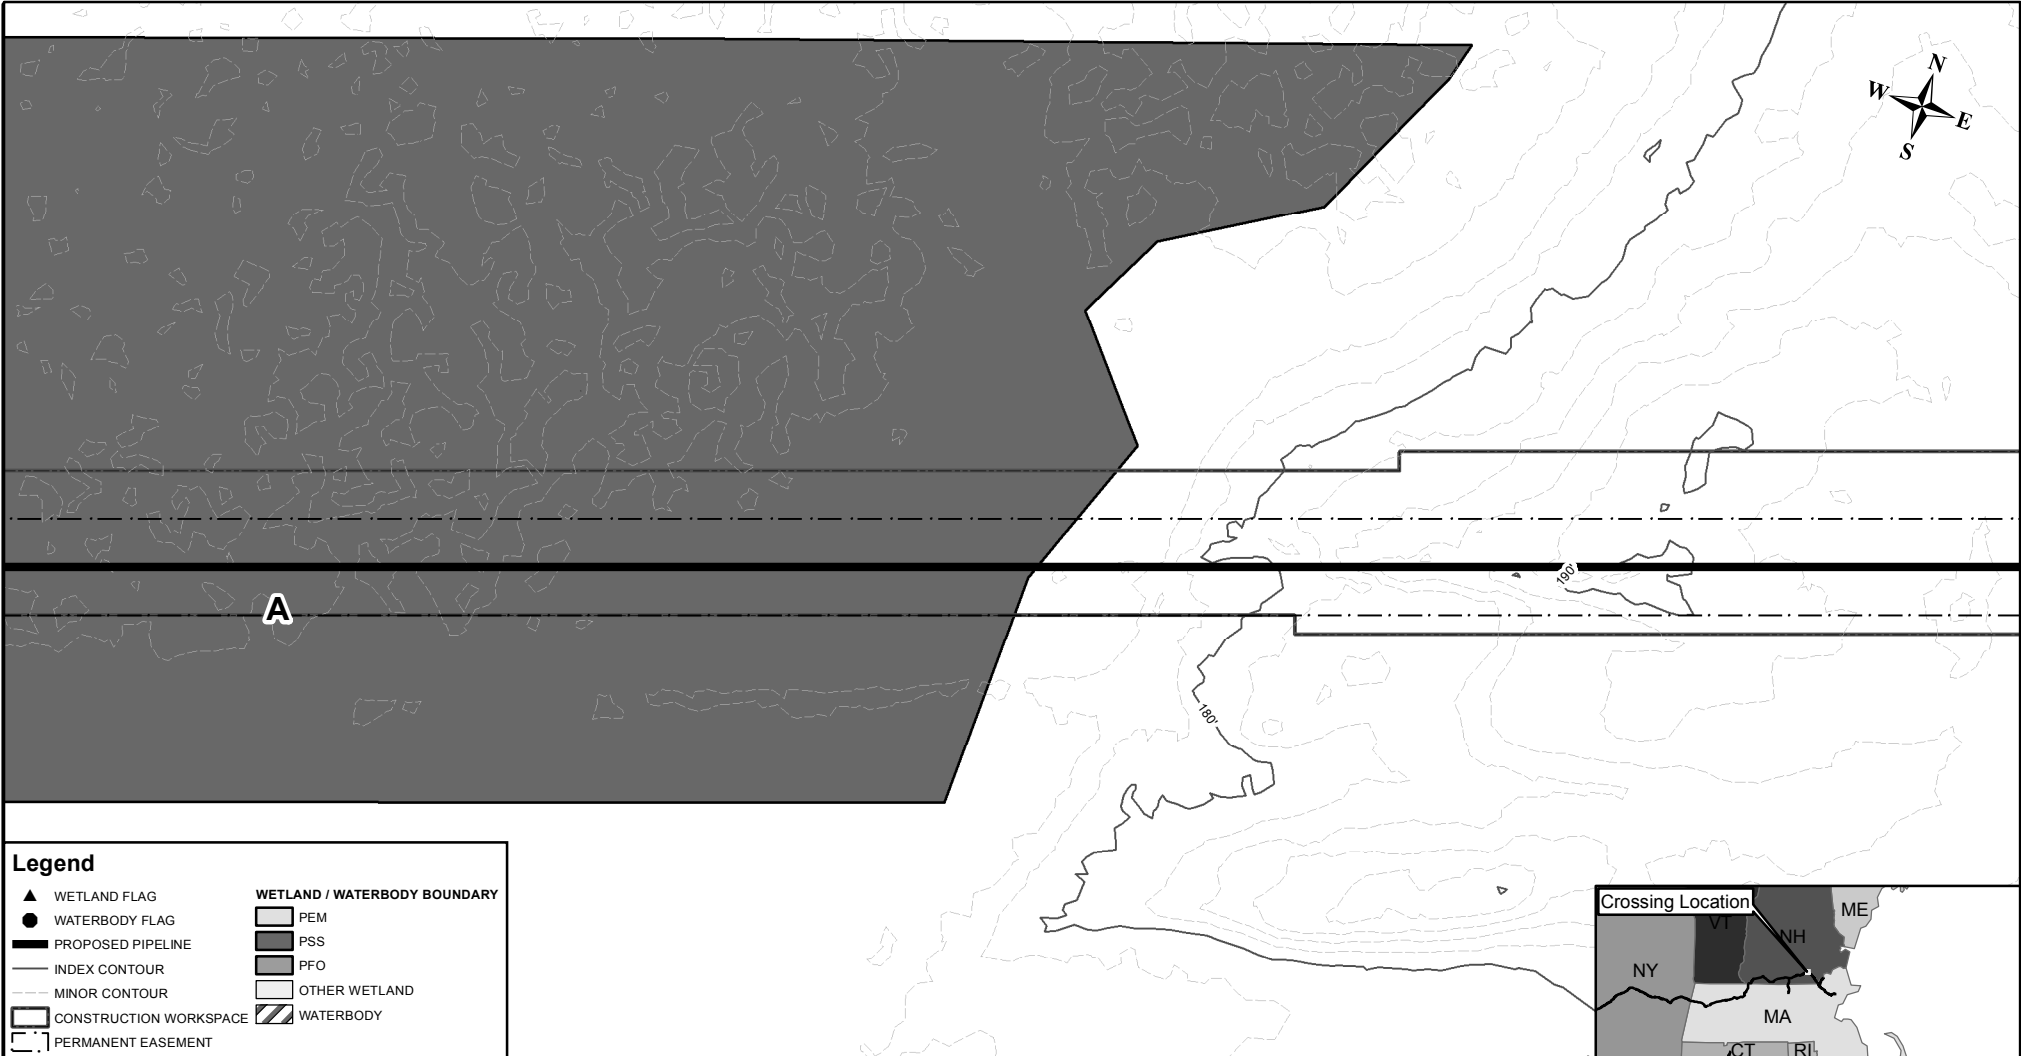 N
W
E
S
A
190'
180'
Legend
WETLAND FLAG
WATERBODY FLAG
PROPOSED PIPELINE
INDEX CONTOUR
MINOR CONTOUR
CONSTRUCTION WORKSPACE
PERMANENT EASEMENT
WETLAND / WATERBODY BOUNDARY
PEM
PSS
PFO
OTHER WETLAND
WATERBODY
Crossing Location
VT
NH
ME
NY
MA
CT
RI